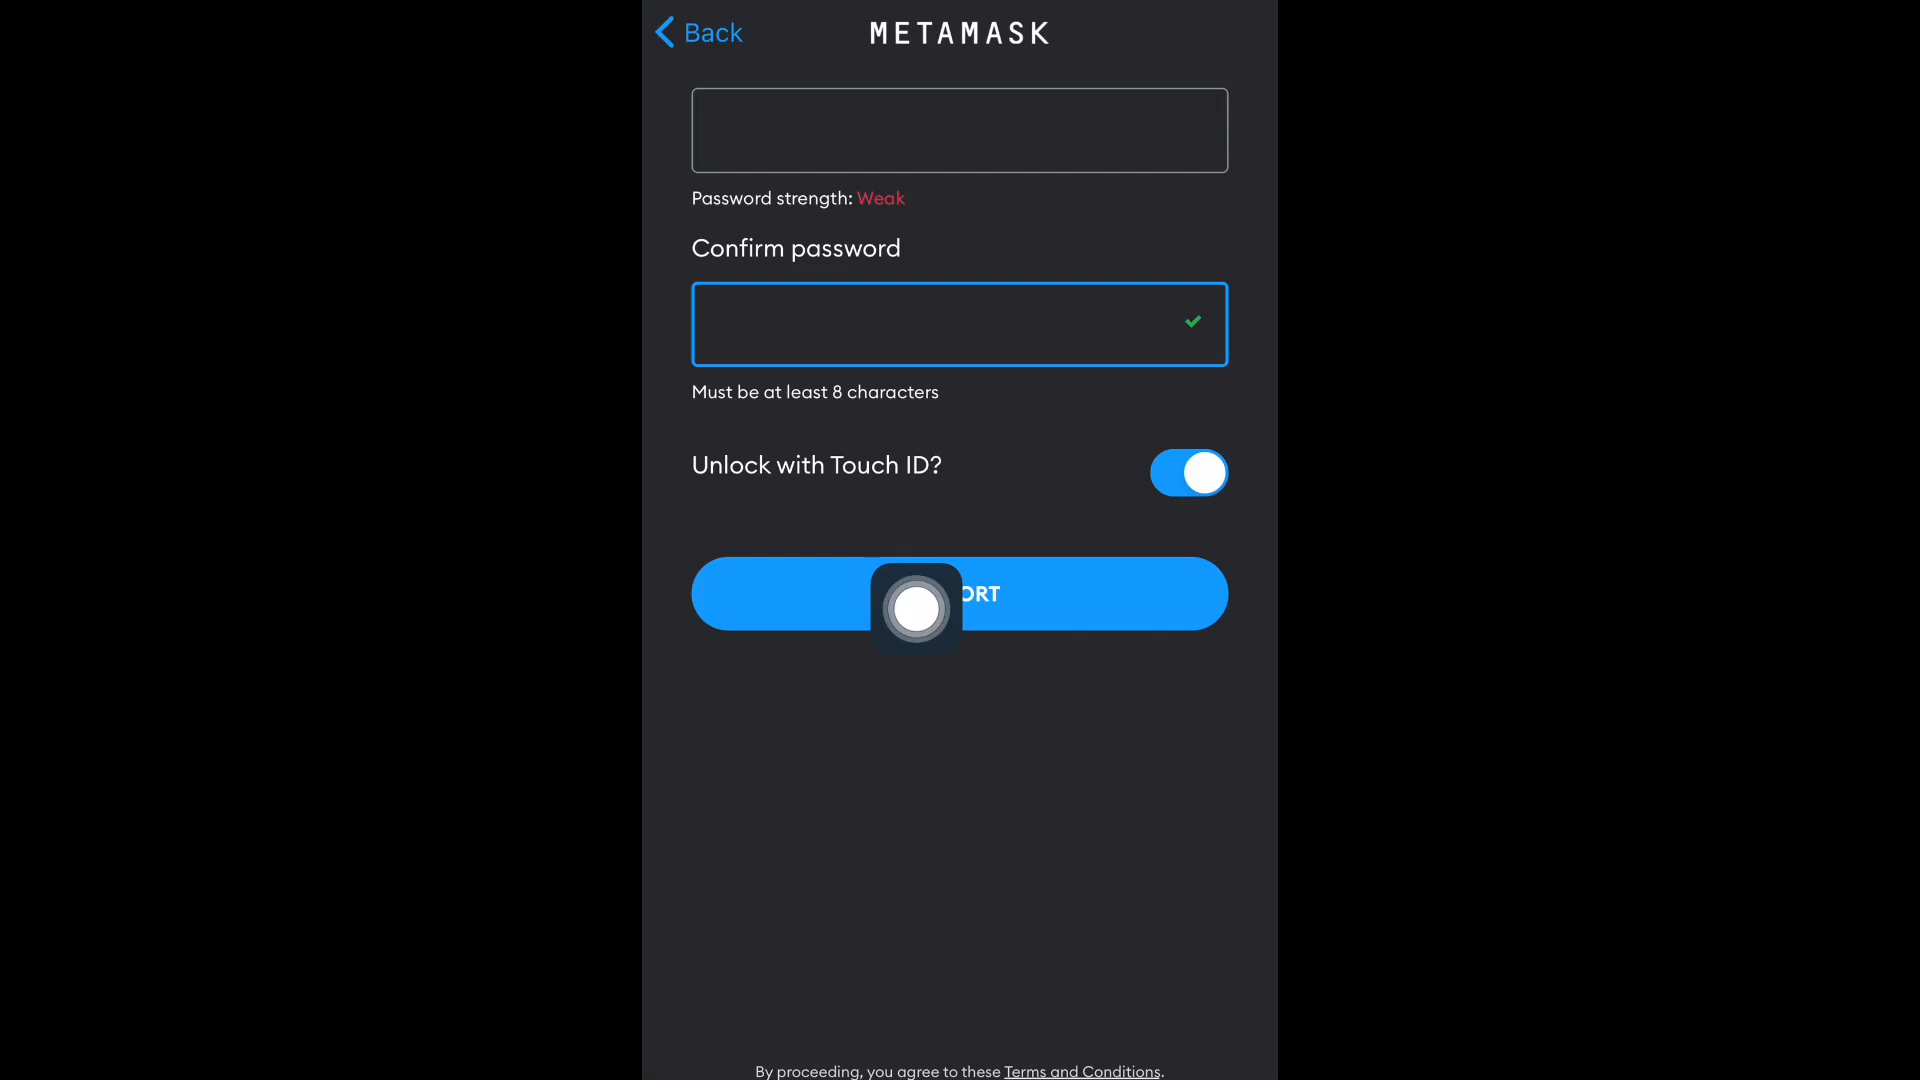 Back
METAMASK
Password strength: Weak
Confirm password
Must be at least 8 characters
Unlock with Touch ID?
By proceeding, you agree to these Terms and Conditions.